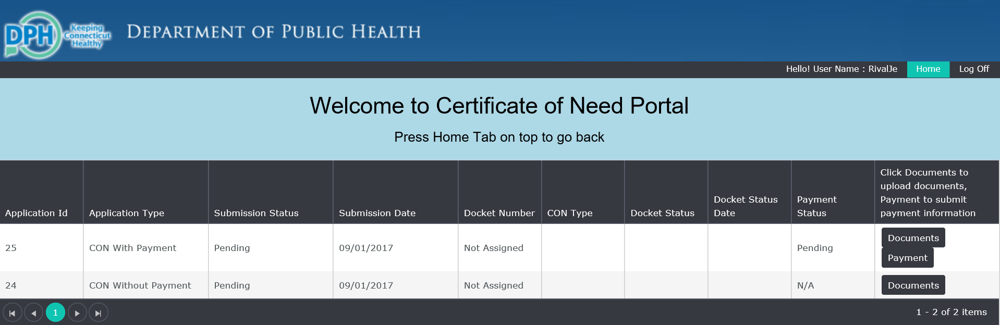 DPH
Keeping
Connecticut
Healthy
DEPARTMENT OF PUBLIC HEALTH
Hello! User Name : RivalJe Home Log Off
Welcome to Certificate of Need Portal
Press Home Tab on top to go back
Application Id
Application Type
Submission Status
Submission Date
Docket Number
CON Type
Docket Status
Docket Status
Date
Payment
Status
Click Documents to
upload documents,
Payment to submit
payment information
25 CON With Payment Pending 09/01/2017 Not Assigned Pending
Documents
Payment
24 CON Without Payment Pending 09/01/2017 Not Assigned N/A Documents
1
1 - 2 of 2 items